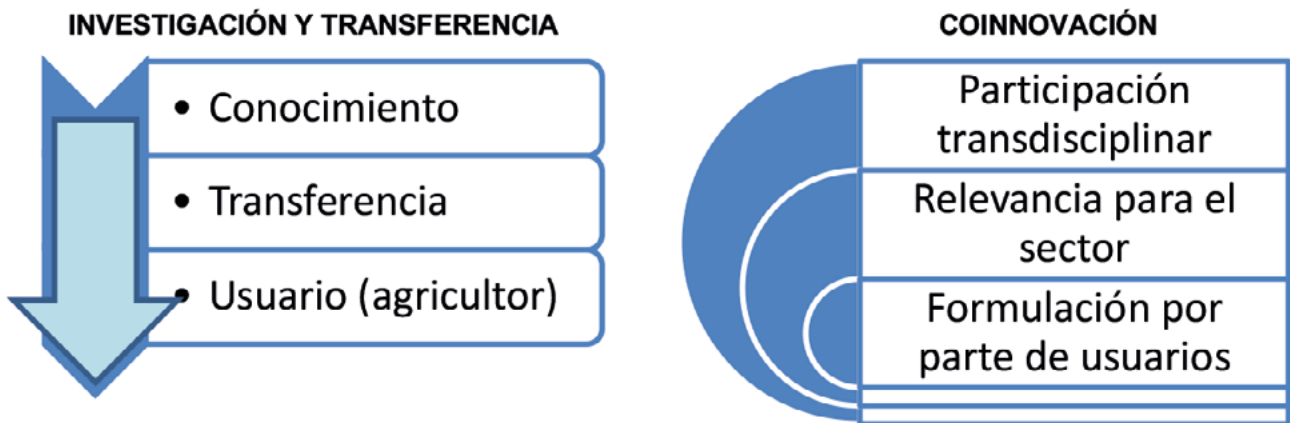 INVESTIGACIÓN Y TRANSFERENCIA
• Conocimiento
• Transferencia
• Usuario (agricultor)
COINNOVACIÓN
Participación
transdisciplinar
Relevancia para el
sector
Formulación por
parte de usuarios